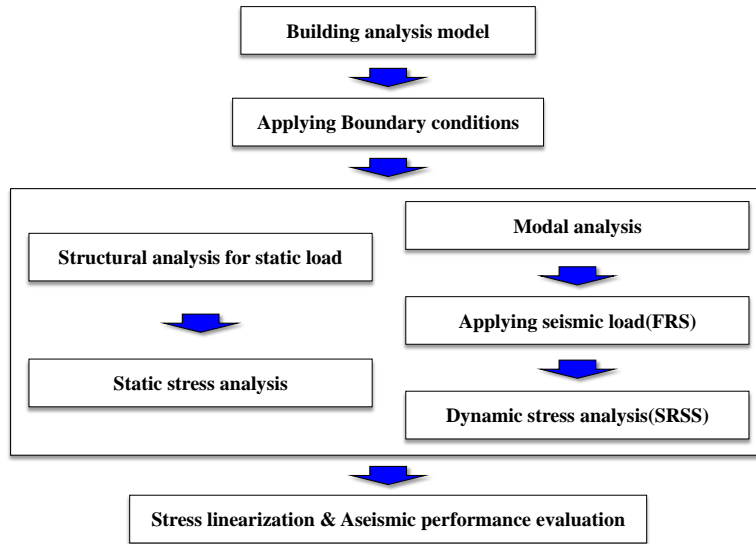 Building analysis model
Applying Boundary conditions
Structural analysis for static load
Static stress analysis
Modal analysis
Applying seismic load(FRS)
Dynamic stress analysis(SRSS)
Stress linearization & Aseismic performance evaluation